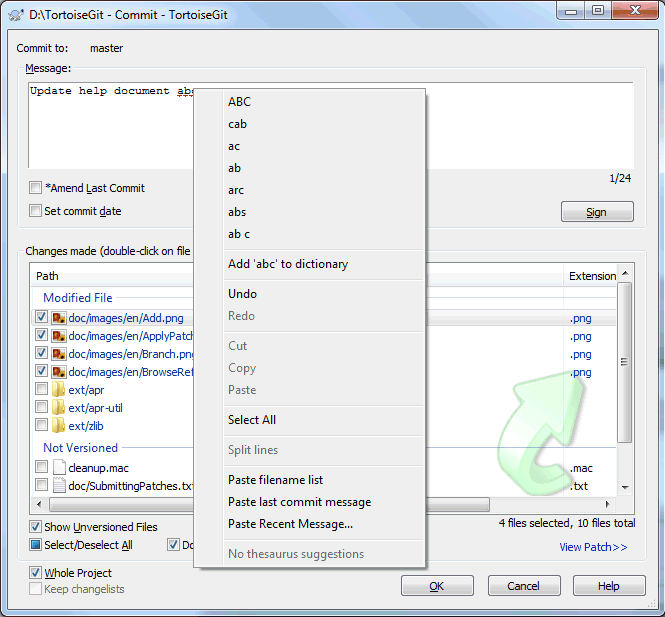 D:\TortoiseGit - Commit - TortoiseGit
Commit to: master
Message:
Update help document abc
1/24
*Amend Last Commit
Set commit date
Sign
Changes made (double-click on file
Path Extension
Modified File
doc/images/en/Add.png .png
doc/images/en/ApplyPatc .png
doc/images/en/Branch.png .png
doc/images/en/BrowseRef .png
ext/apr
ext/apr-util
ext/zlib
Not Versioned
cleanup.mac .mac
doc/SubmittingPatches.txt .txt
Show Unversioned Files
4 files selected, 10 files total
Select/Deselect All
View Patch>>
Whole Project
Keep changelists
OK Cancel Help
ABC
cab
ac
ab
arc
abs
ab c
Add 'abc' to dictionary
Undo
Redo
Cut
Copy
Paste
Select All
Split lines
Paste filename list
Paste last commit message
Paste Recent Message...
No thesaurus suggestions